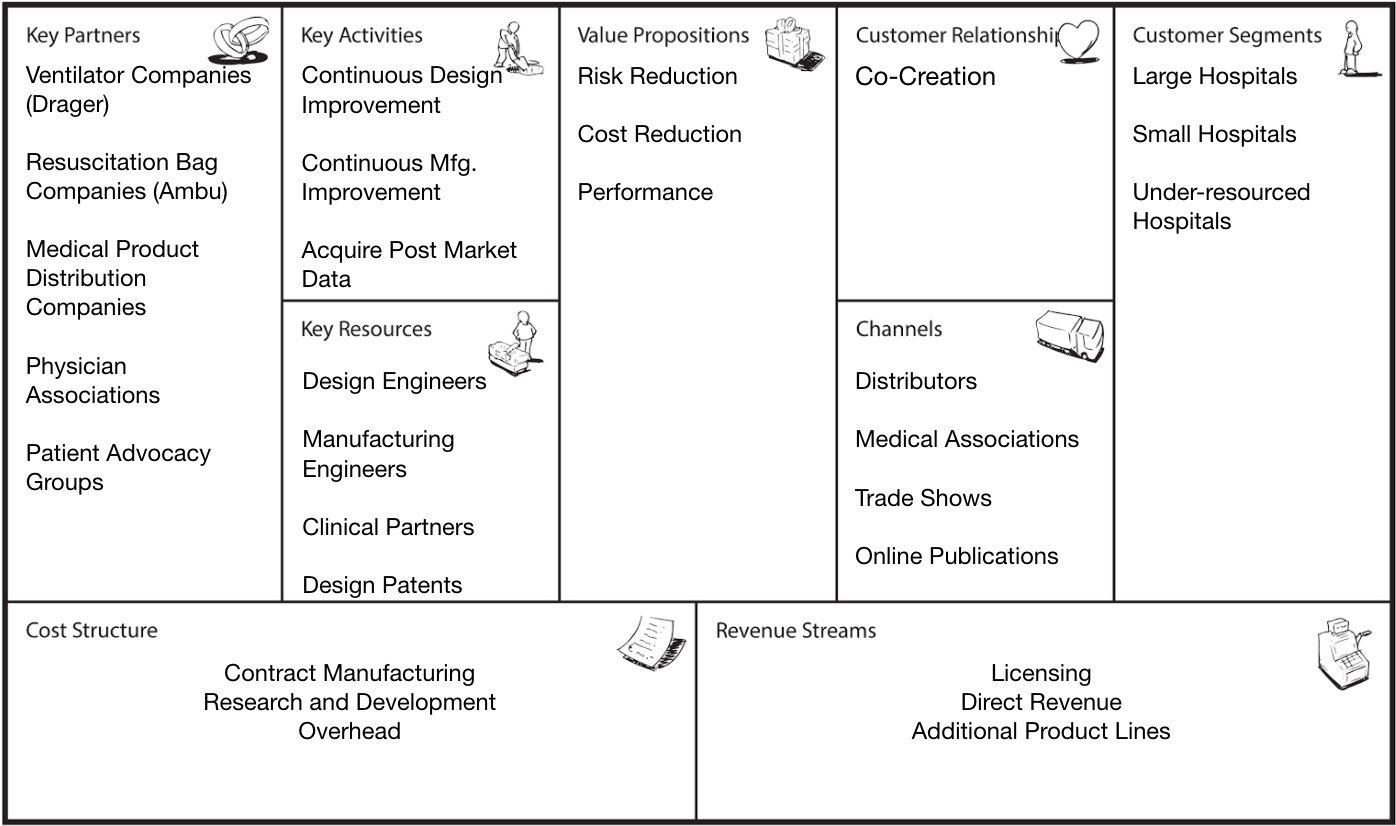 Key Partners
Ventilator Companies
(Drager)
Resuscitation Bag
Companies (Ambu)
Medical Product
Distribution
Companies
Physician
Associations
Patient Advocacy
Groups
Key Activities
Continuous Design
Improvement
Continuous Mfg.
Improvement
Acquire Post Market
Data
Key Resources
Design Engineers
Manufacturing
Engineers
Clinical Partners
Design Patents
Value Propositions
Risk Reduction
Cost Reduction
Performance
Customer Relationshi
Co-Creation
Channels
Distributors
Medical Associations
Trade Shows
Online Publications
Customer Segments
Large Hospitals
Small Hospitals
Under-resourced
Hospitals
Cost Structure
Contract Manufacturing
Research and Development
Overhead
Revenue Streams
Licensing
Direct Revenue
Additional Product Lines